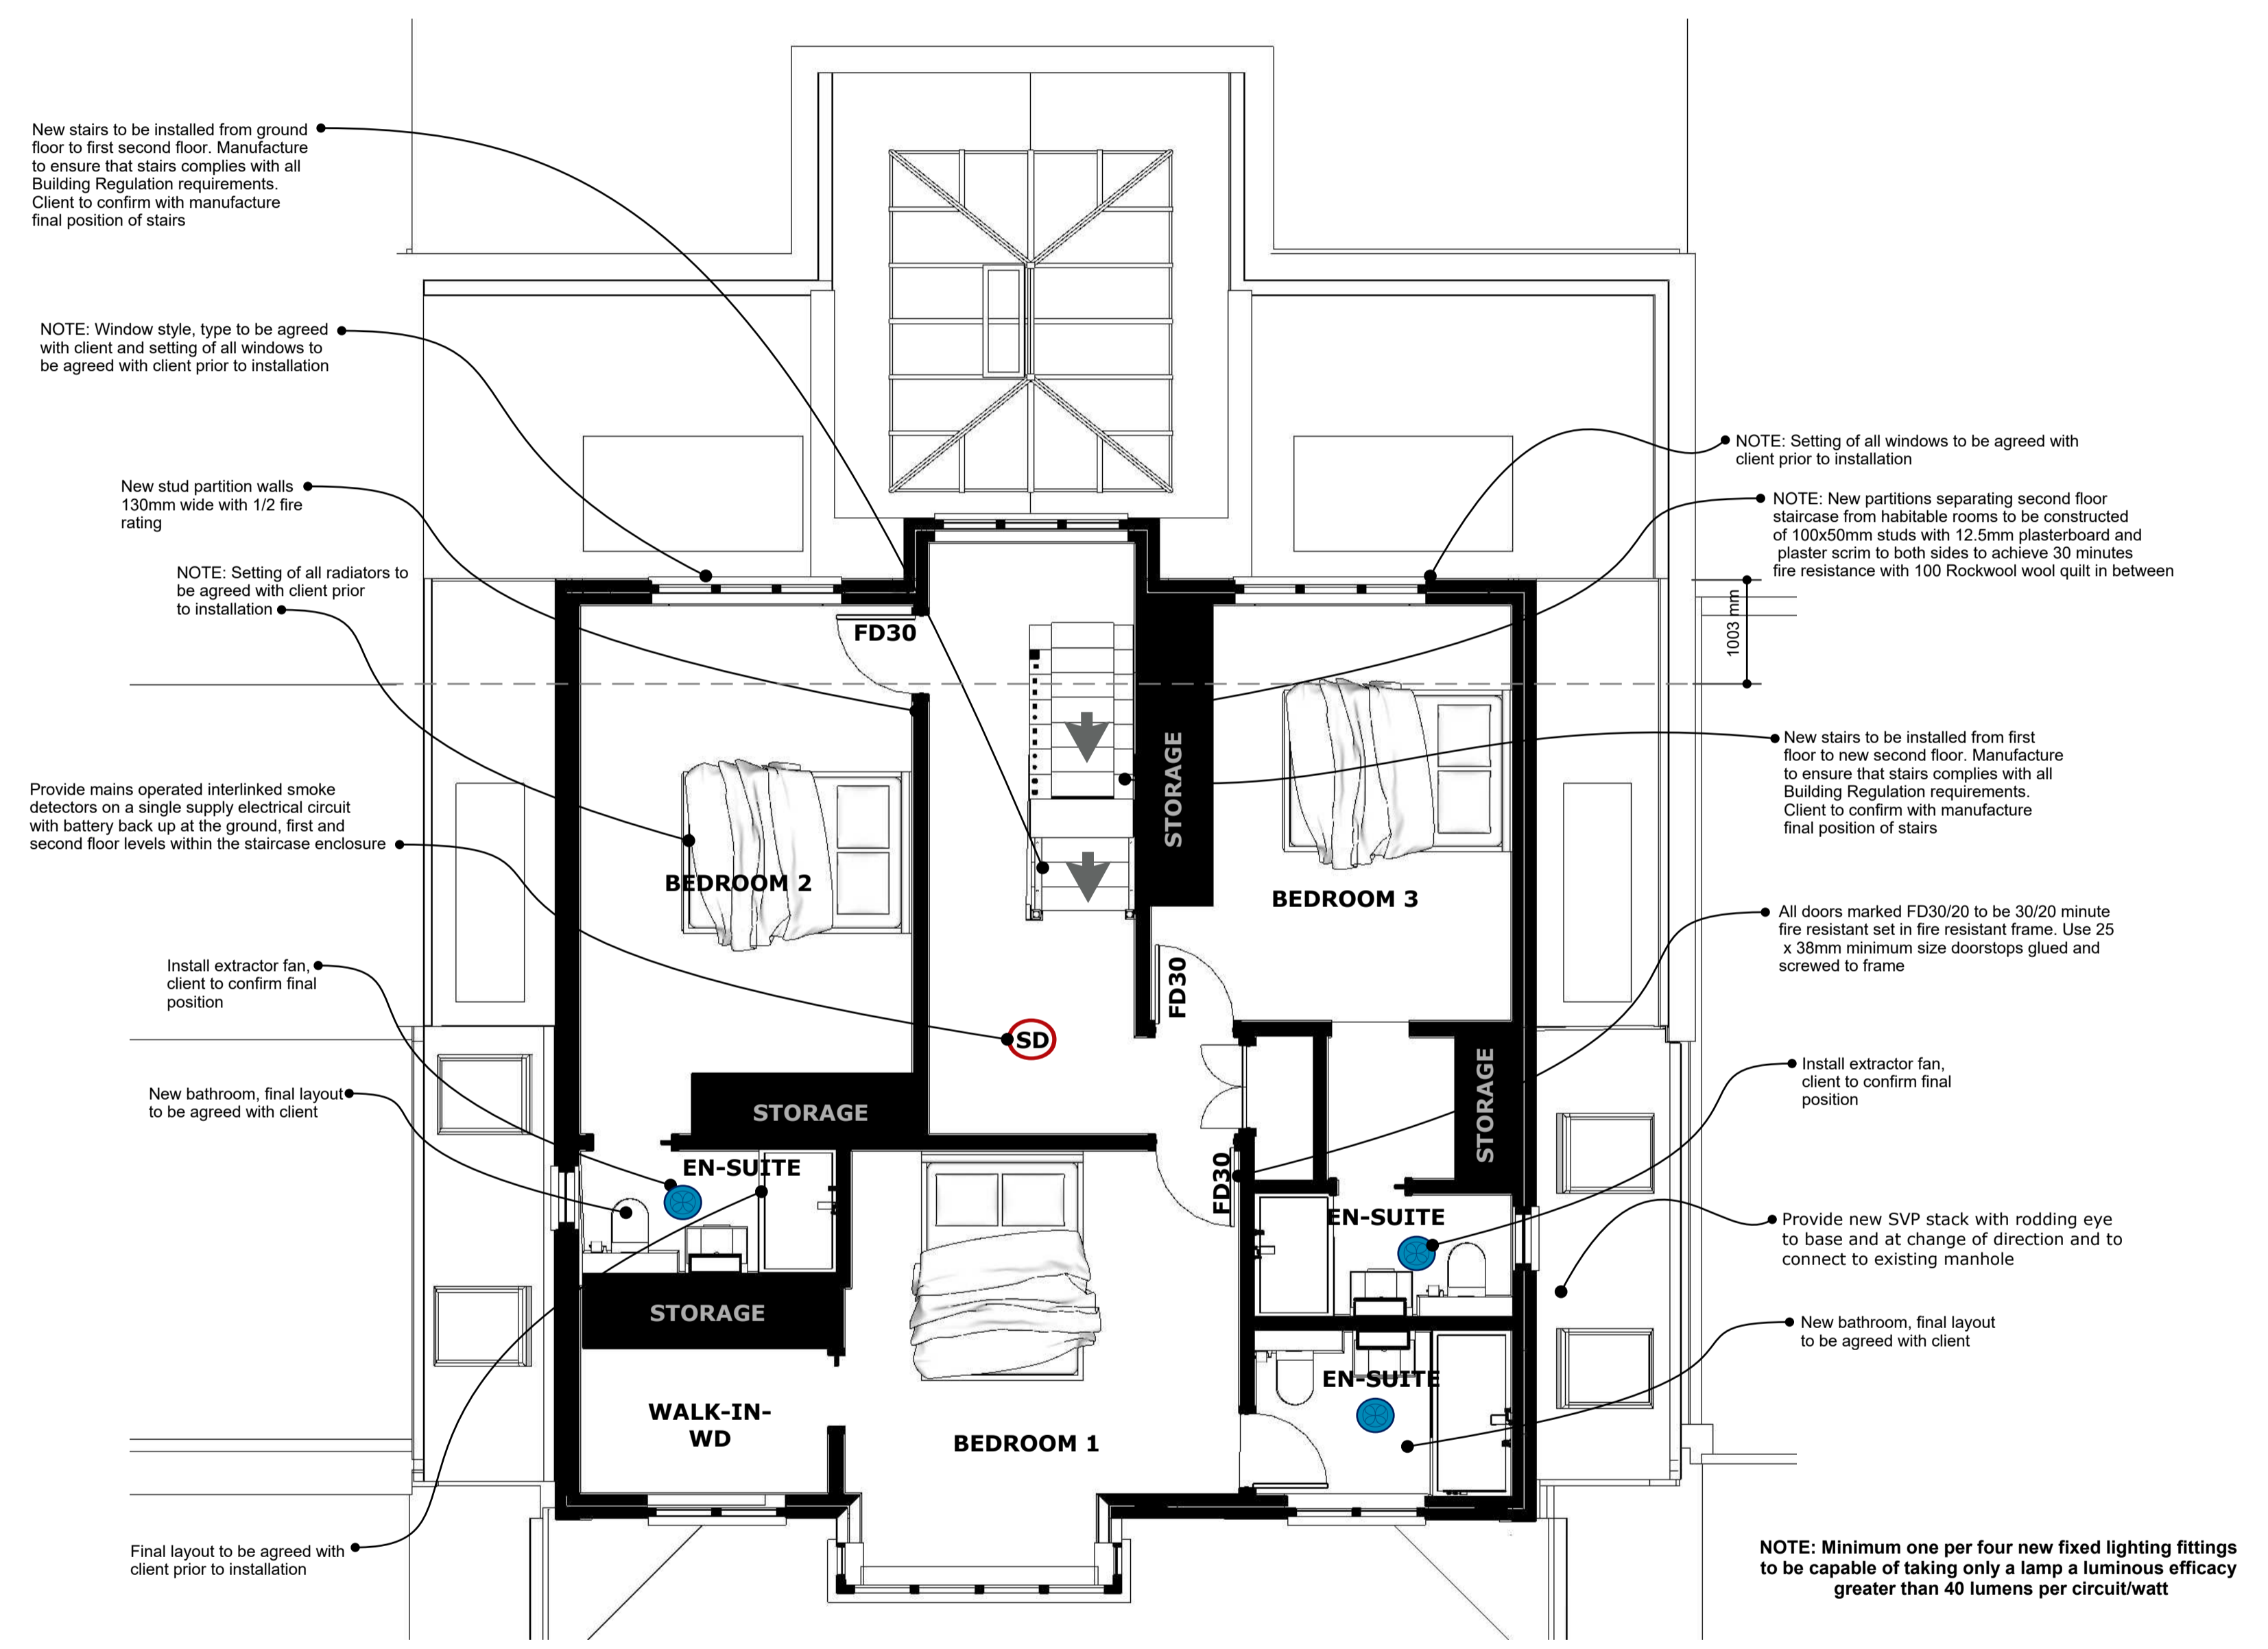 New stairs to be installed from ground
floor to first second floor. Manufacture
to ensure that stairs complies with all
Building Regulation requirements.
Client to confirm with manufacture
final position of stairs
NOTE: Window style, type to be agreed
with client and setting of all windows to
be agreed with client prior to installation
New stud partition walls
130mm wide with 1/2 fire
rating
NOTE: Setting of all radiators to
be agreed with client prior
to installation
Provide mains operated interlinked smoke
detectors on a single supply electrical circuit
with battery back up at the ground, first and
second floor levels within the staircase enclosure
Install extractor fan,
client to confirm final
position
New bathroom, final layout
to be agreed with client
Final layout to be agreed with
client prior to installation
FD30
BEDROOM 2
STORAGE
BEDROOM 3
FD30
SD
STORAGE
STORAGE
EN-SUITE
FD30
EN-SUITE
STORAGE
EN-SUITE
WALK-IN-
WD
BEDROOM 1
NOTE: Setting of all windows to be agreed with
client prior to installation
NOTE: New partitions separating second floor
staircase from habitable rooms to be constructed
of 100x50mm studs with 12.5mm plasterboard and
plaster scrim to both sides to achieve 30 minutes
fire resistance with 100 Rockwool wool quilt in between
1003 mm
New stairs to be installed from first
floor to new second floor. Manufacture
to ensure that stairs complies with all
Building Regulation requirements.
Client to confirm with manufacture
final position of stairs
All doors marked FD30/20 to be 30/20 minute
fire resistant set in fire resistant frame. Use 25
x 38mm minimum size doorstops glued and
screwed to frame
Install extractor fan,
client to confirm final
position
Provide new SVP stack with rodding eye
to base and at change of direction and to
connect to existing manhole
New bathroom, final layout
to be agreed with client
NOTE: Minimum one per four new fixed lighting fittings
to be capable of taking only a lamp a luminous efficacy
greater than 40 lumens per circuit/watt